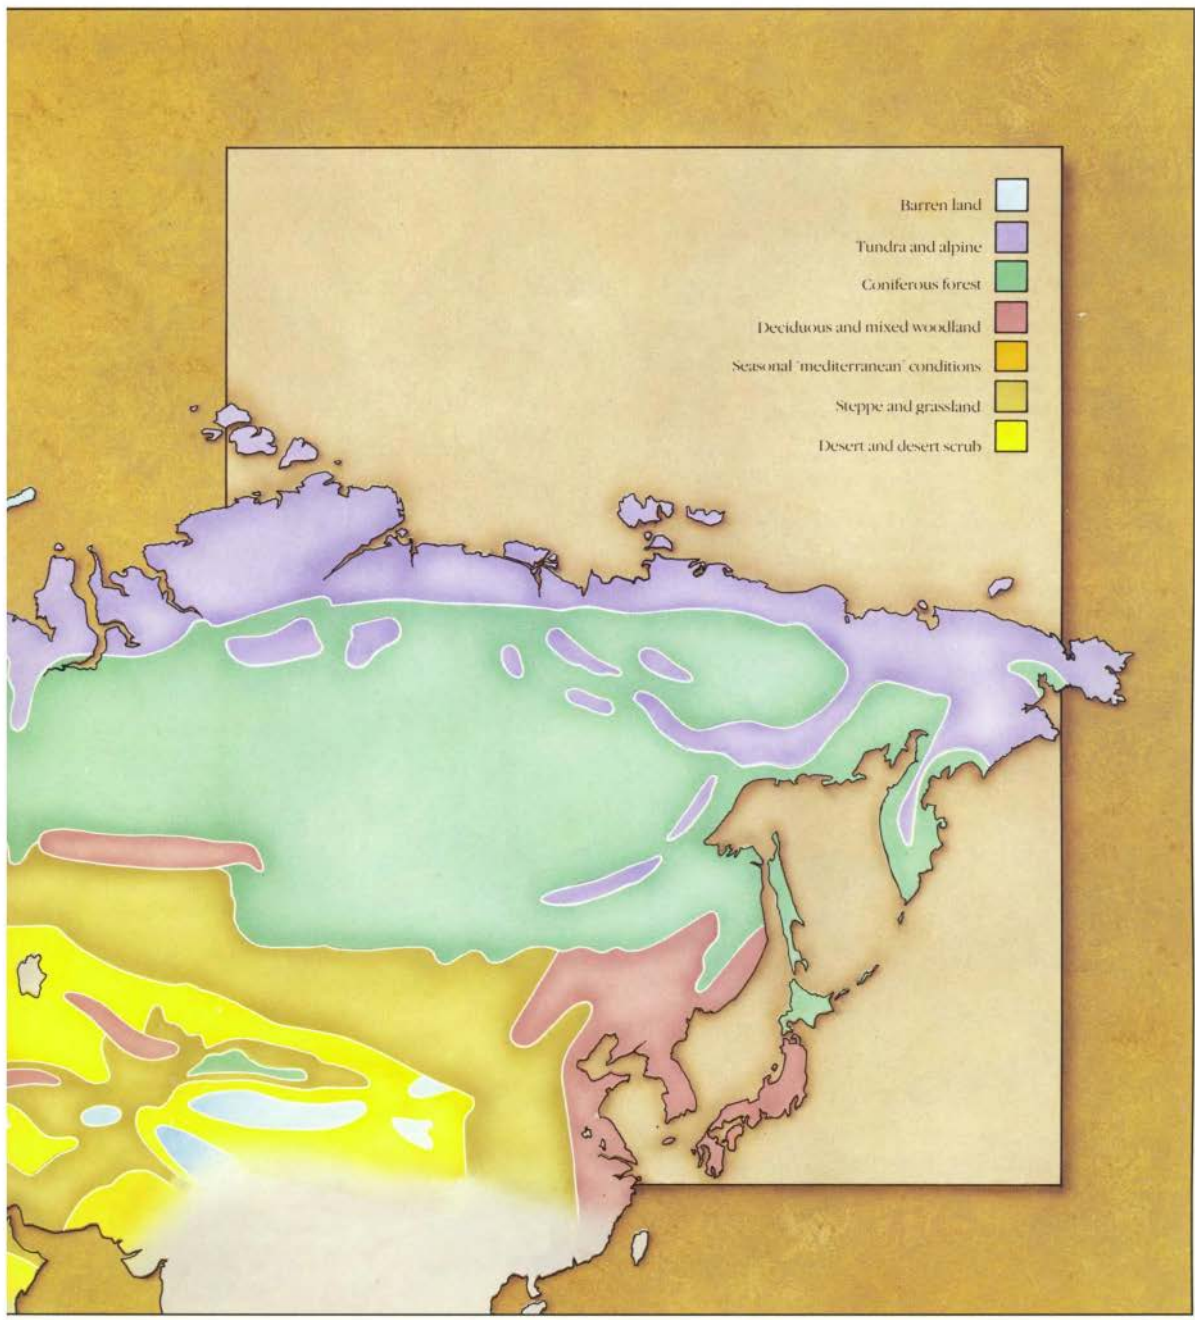 Barren land
Tundra and alpine
Coniferous forest
Deciduous and mixed woodland
Seasonal 'mediterranean' conditions
Steppe and grassland
Desert and desert scrub